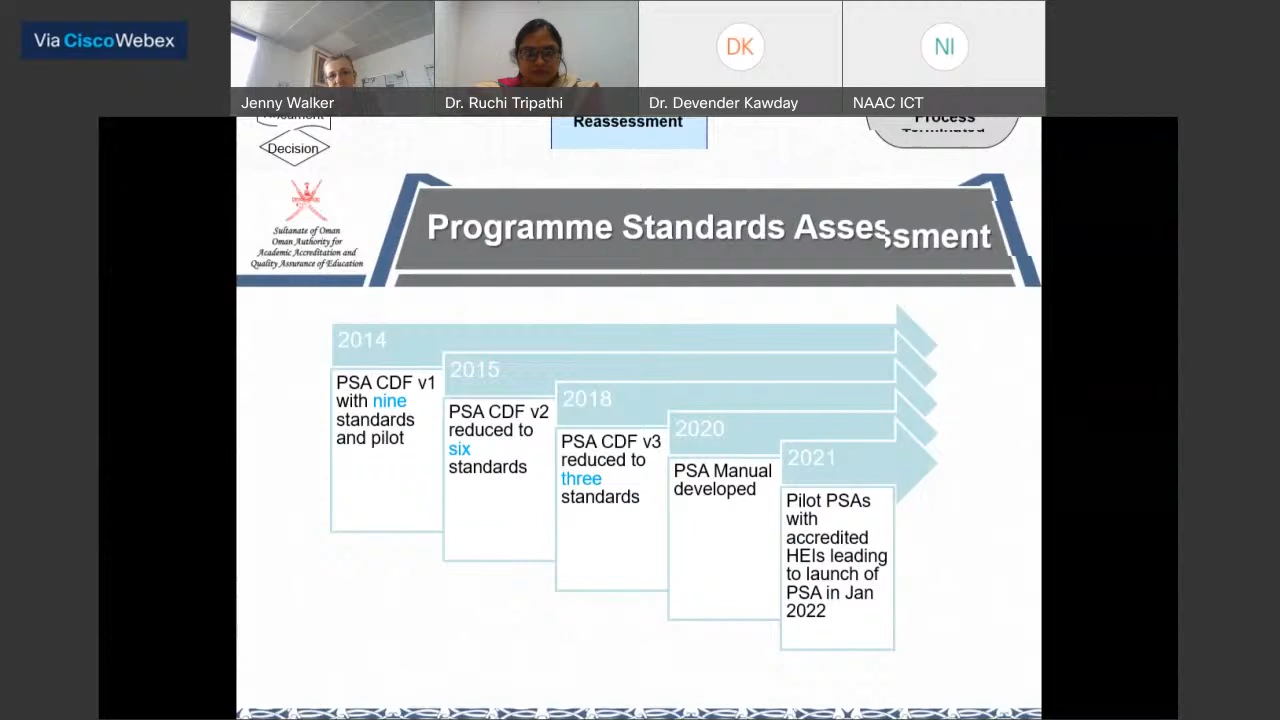 Via Cisco Webex
DK
NI
Jenny Walker
Dr. Ruchi Tripathi
Dr. Devender Kawday
NAAC ICT
Reassessment
Process
Decision
Programme Standards Assessment
Sultanate of Oman
Oman Authority for
Academic Accreditation and
Quality Assurance of Education
2014
PSA CDF v1
with nine
standards
and pilot
2015
PSA CDF v2
reduced to
six
standards
2018
PSA CDF v3
reduced to
three
standards
2020
PSA Manual
developed
2021
Pilot PSAs
with
accredited
HEIs leading
to launch of
PSA in Jan
2022